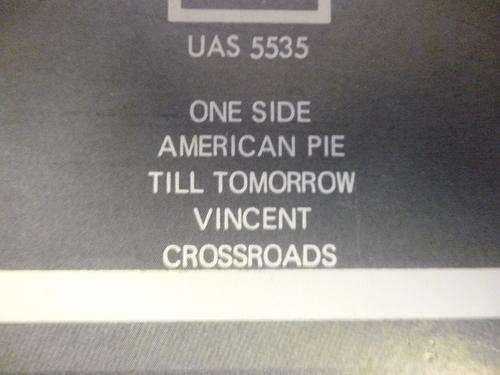 UAS 5535
ONE SIDE
AMERICAN PIE
TILL TOMORROW
VINCENT
CROSSROADS